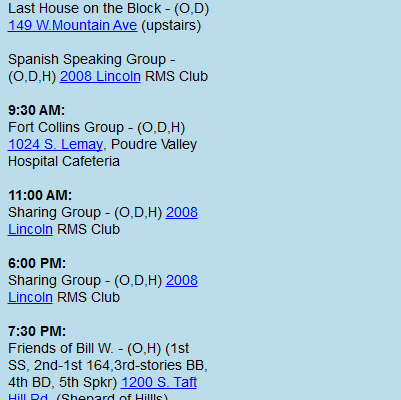 Last House on the Block - (O,D)
149 W.Mountain Ave (upstairs)
Spanish Speaking Group -
(O,D,H) 2008 Lincoln RMS Club
9:30 AM:
Fort Collins Group - (O,D,H)
1024 S. Lemay, Poudre Valley
Hospital Cafeteria
11:00 AM:
Sharing Group - (O,D,H) 2008
Lincoln RMS Club
6:00 PM:
Sharing Group - (O,D,H) 2008
Lincoln RMS Club
7:30 PM:
Friends of Bill W. - (O,H) (1st
SS, 2nd-1st 164,3rd-stories BB,
4th BD, 5th Spkr) 1200 S. Taft
Hill Rd. (Shepard of Hillls)